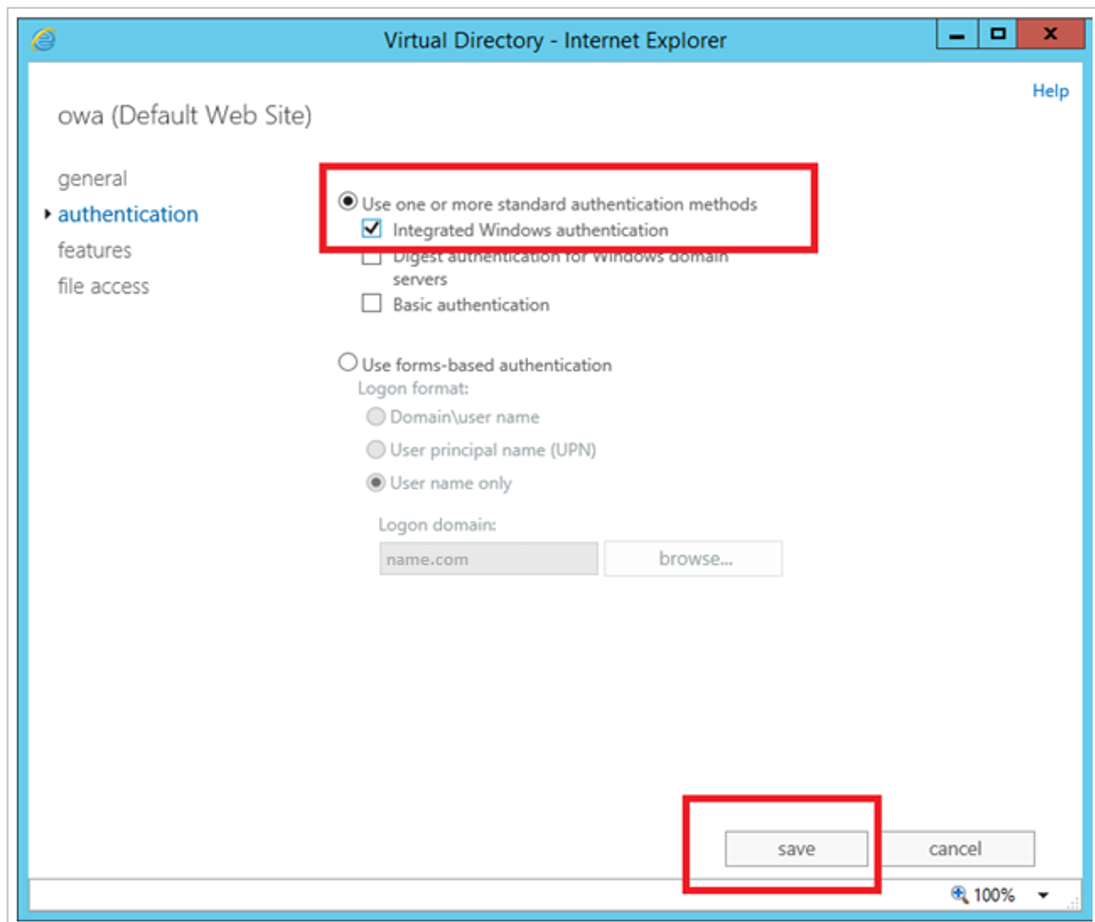 Virtual Directory - Internet Explorer
Help
owa (Default Web Site)
general
authentication
features
file access
Use one or more standard authentication methods
Integrated Windows authentication
Digest authentication for Windows domain
servers
Basic authentication
Use forms-based authentication
Logon format:
Domain\user name
User principal name (UPN)
User name only
Logon domain:
name.com
browse...
save
cancel
100%